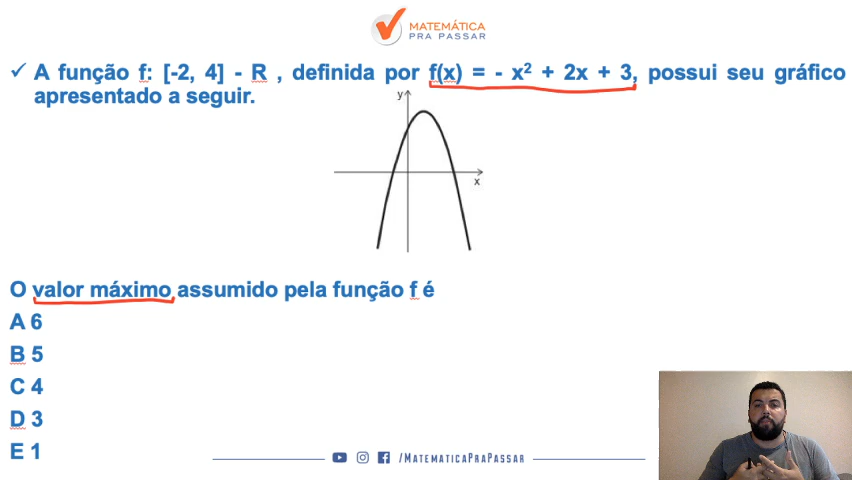 MATEMÁTICA
PRA PASSAR
✓ A função f: [-2, 4] - R , definida por f(x) = - x² + 2x + 3, possui seu gráfico
apresentado a seguir.
y
x
O valor máximo assumido pela função f é
A 6
B 5
C 4
D 3
E 1
/MatematicaPraPassar